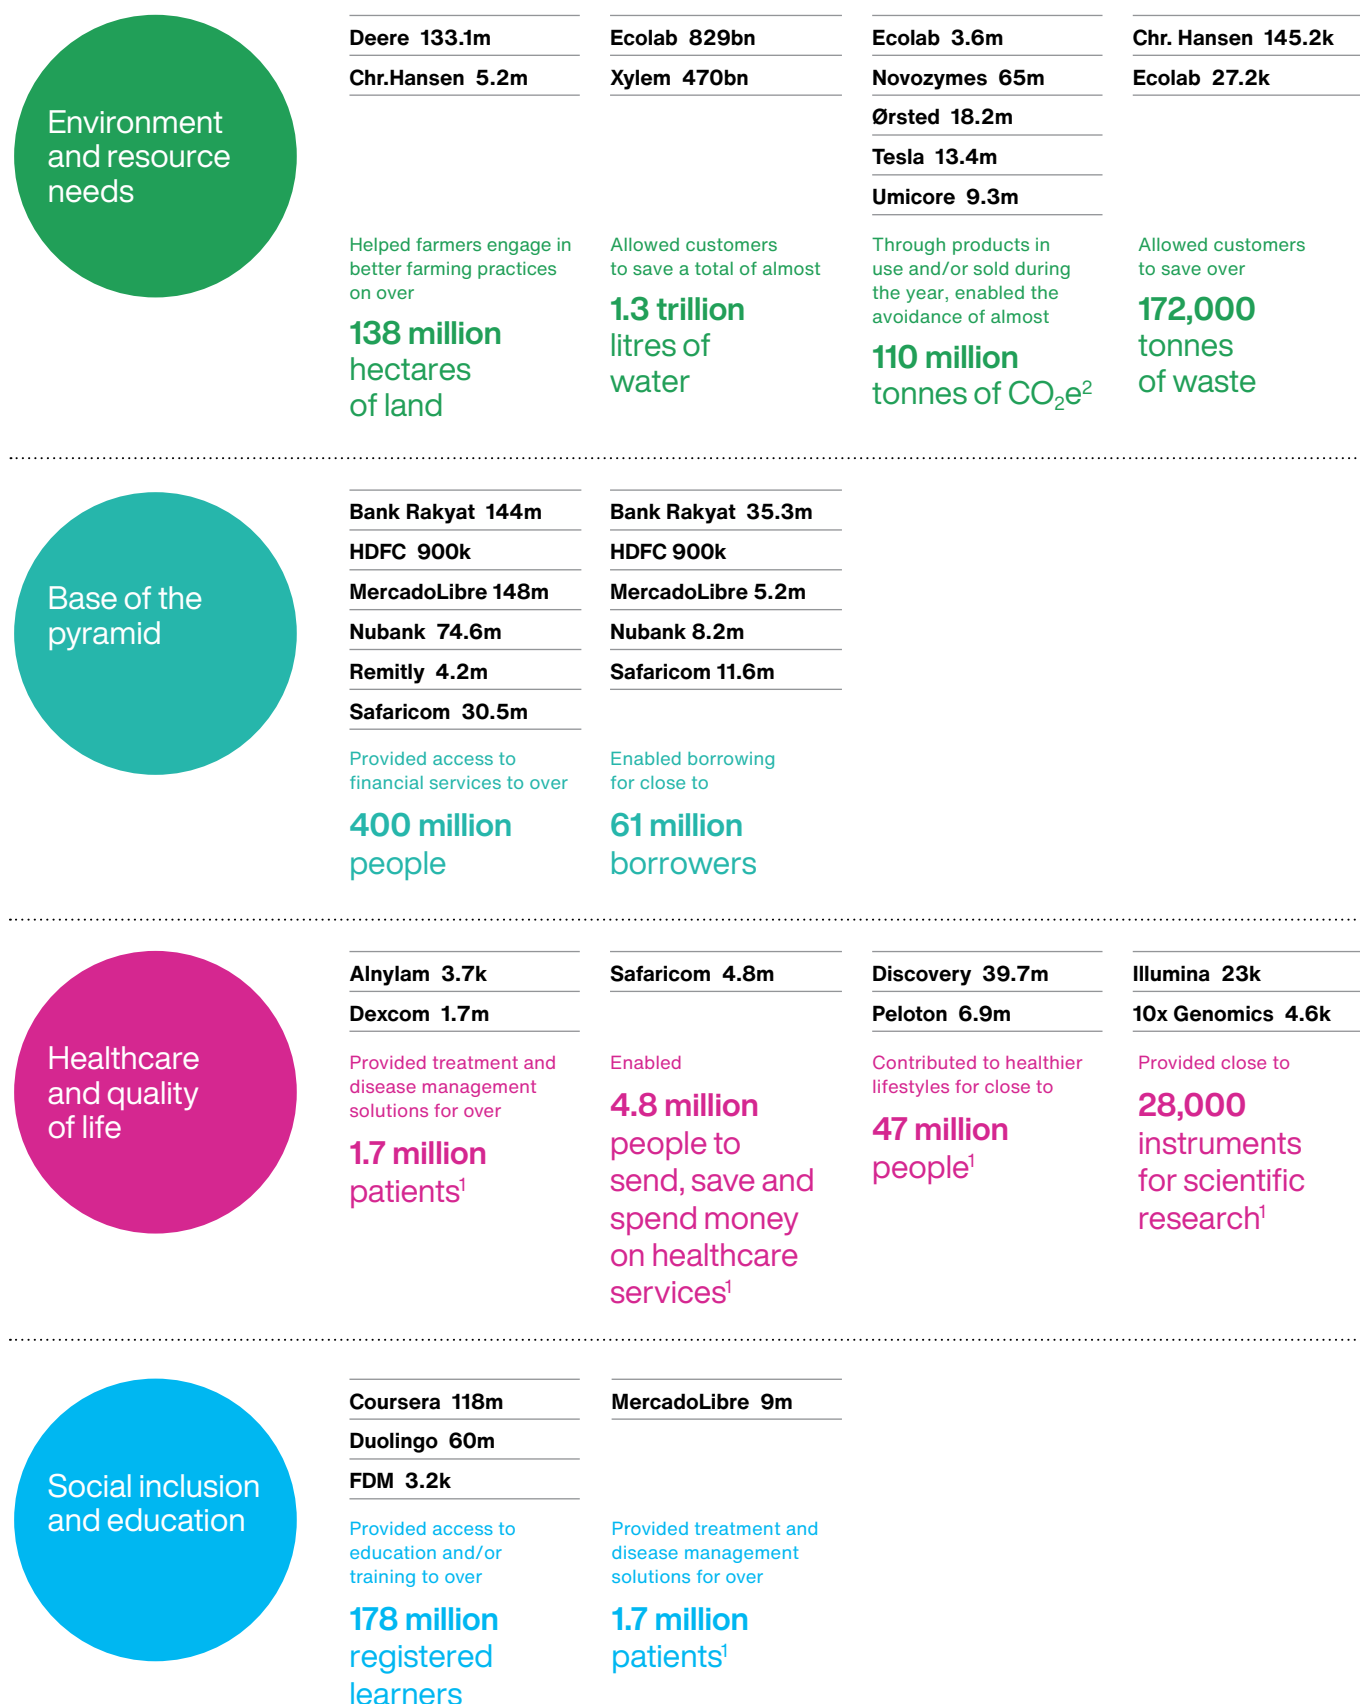 Environment
and resource
needs
Deere 133.1m
Chr.Hansen 5.2m
Helped farmers engage in
better farming practices
on over
138 million
hectares
of land
Ecolab 829bn
Xylem 470bn
Allowed customers
to save a total of almost
1.3 trillion
litres of
water
Ecolab 3.6m
Novozymes 65m
Ørsted 18.2m
Tesla 13.4m
Umicore 9.3m
Through products in
use and/or sold during
the year, enabled the
avoidance of almost
110 million
tonnes of CO₂e²
Chr. Hansen 145.2k
Ecolab 27.2k
Allowed customers
to save over
172,000
tonnes
of waste
Base of the
pyramid
Bank Rakyat 144m
HDFC 900k
MercadoLibre 148m
Nubank 74.6m
Remitly 4.2m
Safaricom 30.5m
Provided access to
financial services to over
400 million
people
Bank Rakyat 35.3m
HDFC 900k
MercadoLibre 5.2m
Nubank 8.2m
Safaricom 11.6m
Enabled borrowing
for close to
61 million
borrowers
Healthcare
and quality
of life
Alnylam 3.7k
Dexcom 1.7m
Provided treatment and
disease management
solutions for over
1.7 million
patients¹
Safaricom 4.8m
Enabled
4.8 million
people to
send, save and
spend money
on healthcare
services¹
Discovery 39.7m
Peloton 6.9m
Contributed to healthier
lifestyles for close to
47 million
people¹
Illumina 23k
10x Genomics 4.6k
Provided close to
28,000
instruments
for scientific
research¹
Social inclusion
and education
Coursera 118m
Duolingo 60m
FDM 3.2k
Provided access to
education and/or
training to over
178 million
registered
learners
MercadoLibre 9m
Provided treatment and
disease management
solutions for over
1.7 million
patients¹